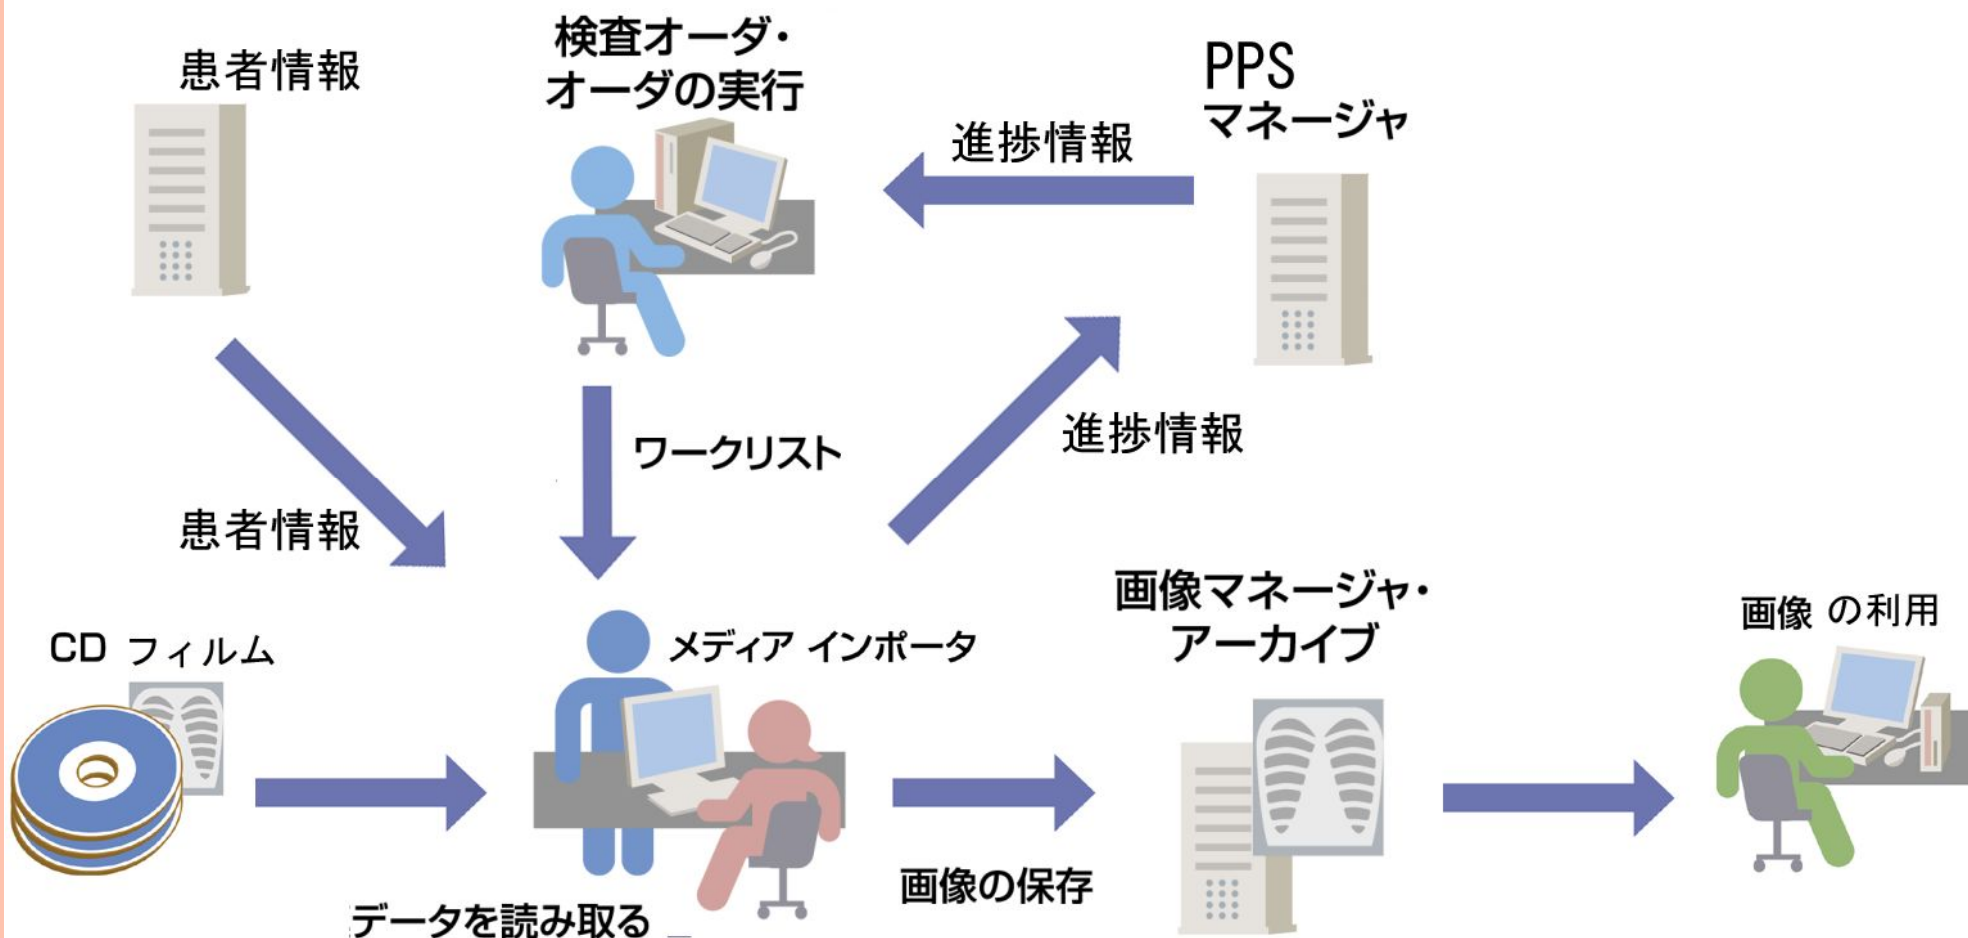 患者情報
検査オーダ・
オーダの実行
PPS
マネージャ
進捗情報
ワークリスト
進捗情報
患者情報
CD フィルム
メディア インポータ
画像マネージャ・
アーカイブ
画像 の利用
画像の保存
データを読み取る